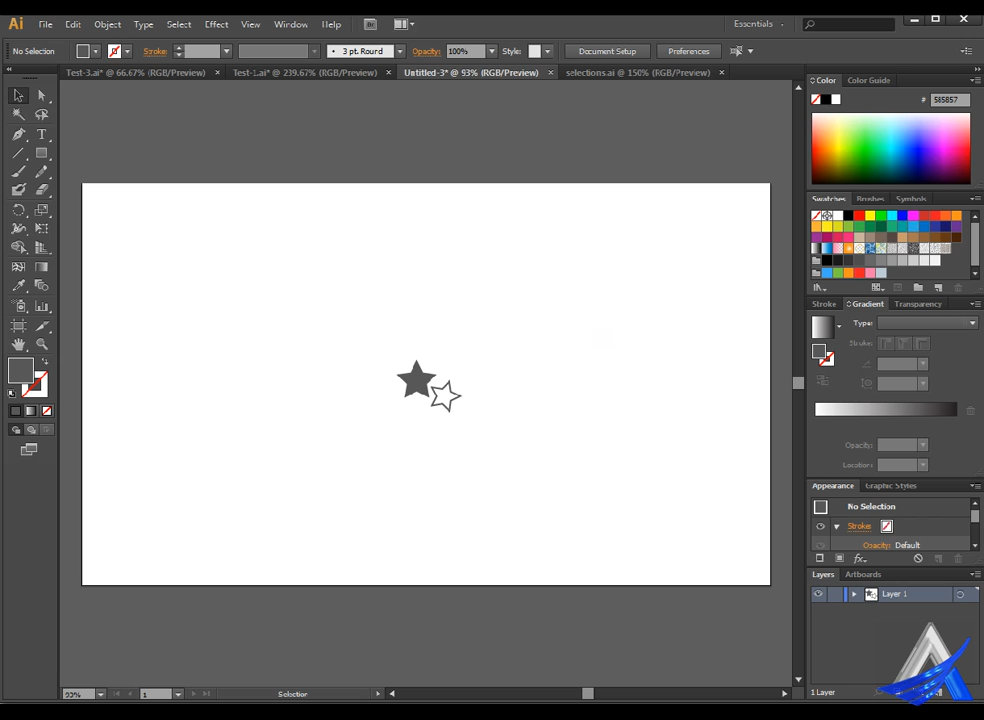 Ai File Edit Object Type Select Effect View Window Help Br Essentials
No Selection Stroke: 3 pt. Round Opacity: 100% Style: Document Setup Preferences
Test-3.ai* @ 66.67% (RGB/Preview) × Test-1.ai* @ 239.67% (RGB/Preview) × Untitled-3* @ 93% (RGB/Preview) × selections.ai @ 150% (RGB/Preview) ×
Color Color Guide
# 585857
Swatches Brushes Symbols
Stroke Gradient Transparency
Type:
Stroke:
Opacity:
Location:
Appearance Graphic Styles
No Selection
Stroke:
Opacity: Default
fx
Layers Artboards
Layer 1
93% 1 Selection
1 Layer